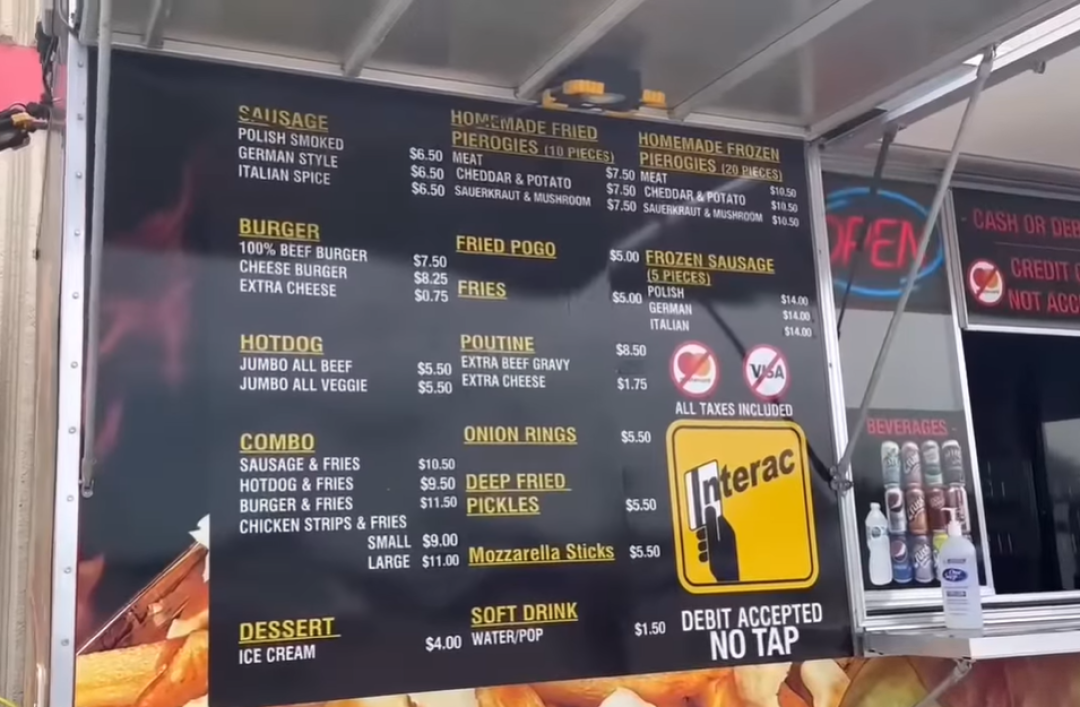 SAUSAGE
POLISH SMOKED $6.50
GERMAN STYLE $6.50
ITALIAN SPICE $6.50
BURGER
100% BEEF BURGER $7.50
CHEESE BURGER $8.25
EXTRA CHEESE $0.75
HOTDOG
JUMBO ALL BEEF $5.50
JUMBO ALL VEGGIE $5.50
COMBO
SAUSAGE & FRIES $10.50
HOTDOG & FRIES $9.50
BURGER & FRIES $11.50
CHICKEN STRIPS & FRIES
SMALL $9.00
LARGE $11.00
DESSERT
ICE CREAM $4.00
HOMEMADE FRIED
PIEROGIES (10 PIECES)
MEAT $7.50
CHEDDAR & POTATO $7.50
SAUERKRAUT & MUSHROOM $7.50
FRIED POGO $5.00
FRIES $5.00
POUTINE $8.50
EXTRA BEEF GRAVY
EXTRA CHEESE $1.75
ONION RINGS $5.50
DEEP FRIED
PICKLES $5.50
Mozzarella Sticks $5.50
SOFT DRINK
WATER/POP $1.50
HOMEMADE FROZEN
PIEROGIES (20 PIECES)
MEAT $10.50
CHEDDAR & POTATO $10.50
SAUERKRAUT & MUSHROOM $10.50
FROZEN SAUSAGE
(5 PIECES)
POLISH $14.00
GERMAN $14.00
ITALIAN $14.00
VISA
ALL TAXES INCLUDED
Interac
DEBIT ACCEPTED
NO TAP
OPEN
- CASH OR DEB
CREDIT
NOT ACC
BEVERAGES -